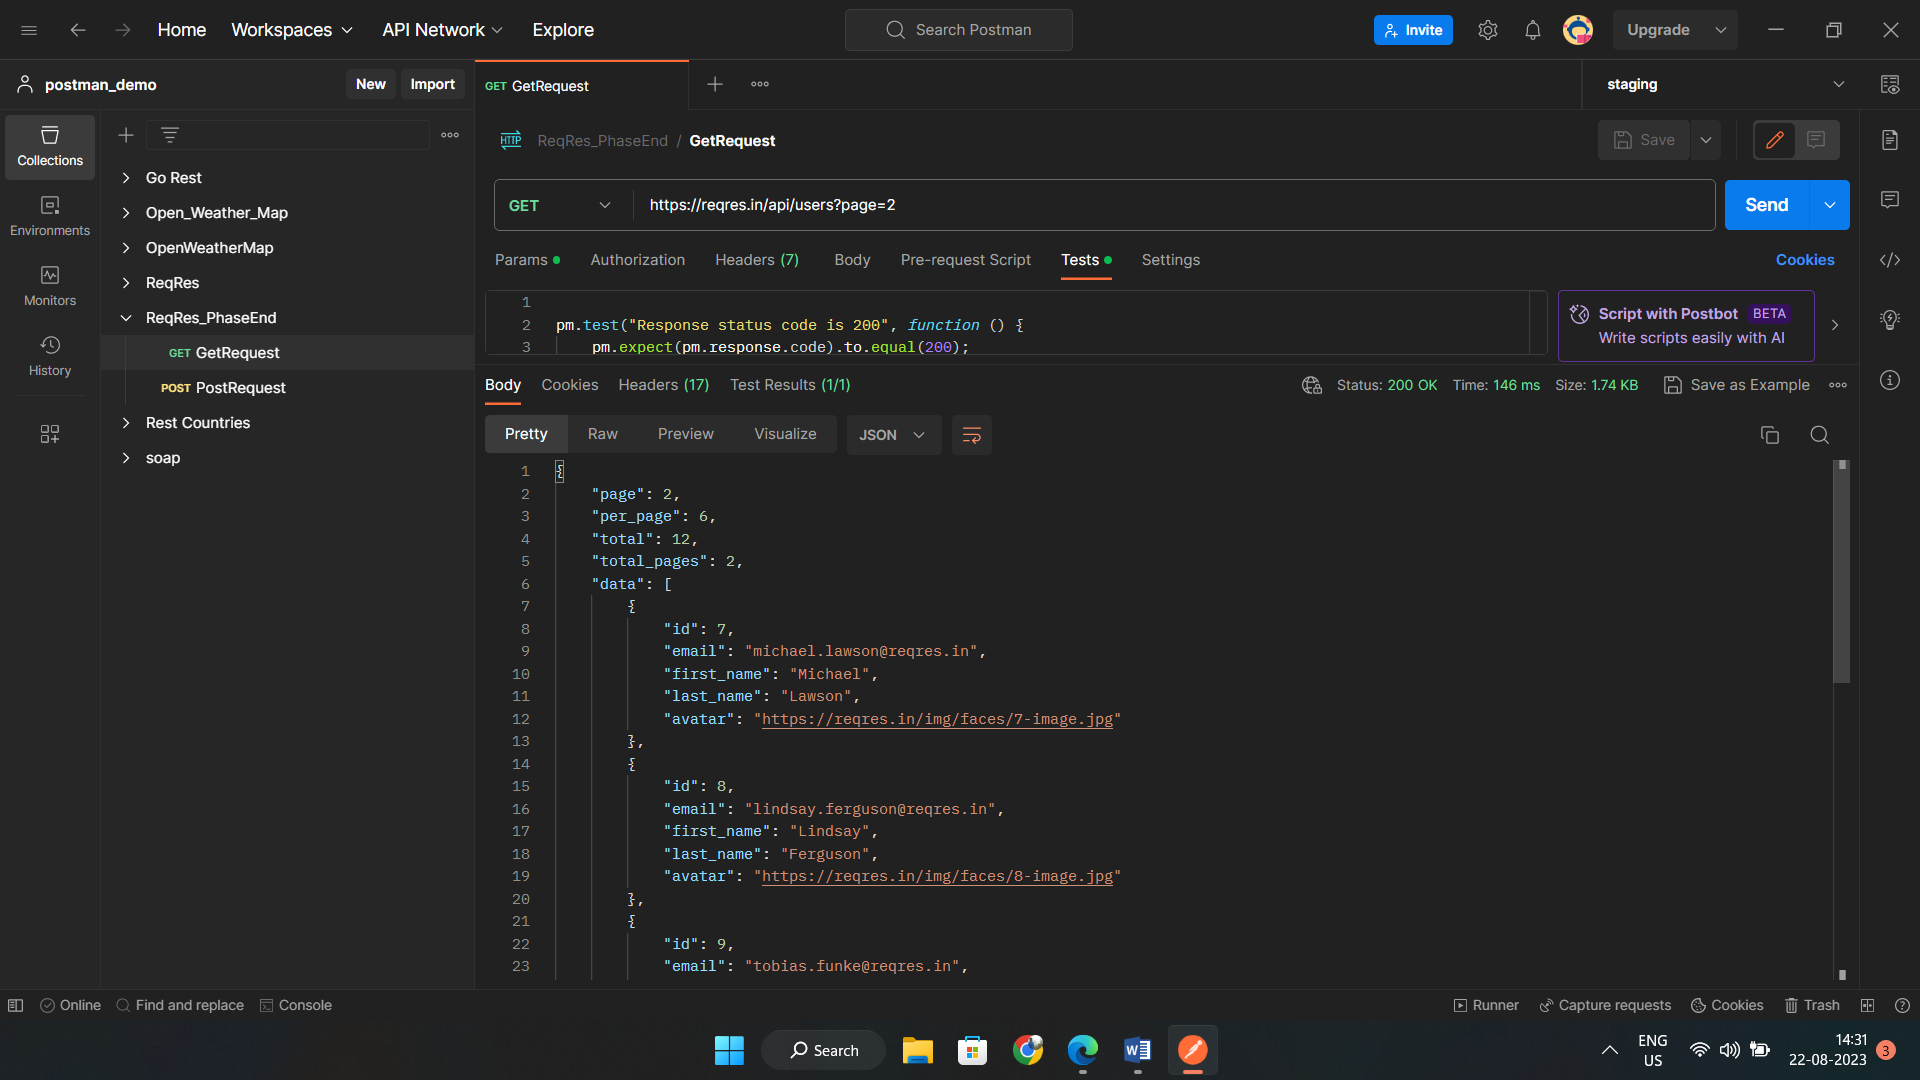 Home Workspaces API Network Explore Search Postman Invite Upgrade
postman_demo New Import GET GetRequest staging
HTTP ReqRes_PhaseEnd / GetRequest Save
Collections
Environments
Monitors
History
Go Rest
Open_Weather_Map
OpenWeatherMap
ReqRes
ReqRes_PhaseEnd
GET GetRequest
POST PostRequest
Rest Countries
soap
GET https://reqres.in/api/users?page=2 Send
Params Authorization Headers (7) Body Pre-request Script Tests Settings Cookies
1
2 pm.test("Response status code is 200", function () {
3 pm.expect(pm.response.code).to.equal(200);
Script with Postbot BETA
Write scripts easily with AI
Body Cookies Headers (17) Test Results (1/1) Status: 200 OK Time: 146 ms Size: 1.74 KB Save as Example
Pretty Raw Preview Visualize JSON
1 {
2 "page": 2,
3 "per_page": 6,
4 "total": 12,
5 "total_pages": 2,
6 "data": [
7 {
8 "id": 7,
9 "email": "michael.lawson@reqres.in",
10 "first_name": "Michael",
11 "last_name": "Lawson",
12 "avatar": "https://reqres.in/img/faces/7-image.jpg"
13 },
14 {
15 "id": 8,
16 "email": "lindsay.ferguson@reqres.in",
17 "first_name": "Lindsay",
18 "last_name": "Ferguson",
19 "avatar": "https://reqres.in/img/faces/8-image.jpg"
20 },
21 {
22 "id": 9,
23 "email": "tobias.funke@reqres.in",
Online Find and replace Console Runner Capture requests Cookies Trash
Search ENG 14:31
US 22-08-2023 3